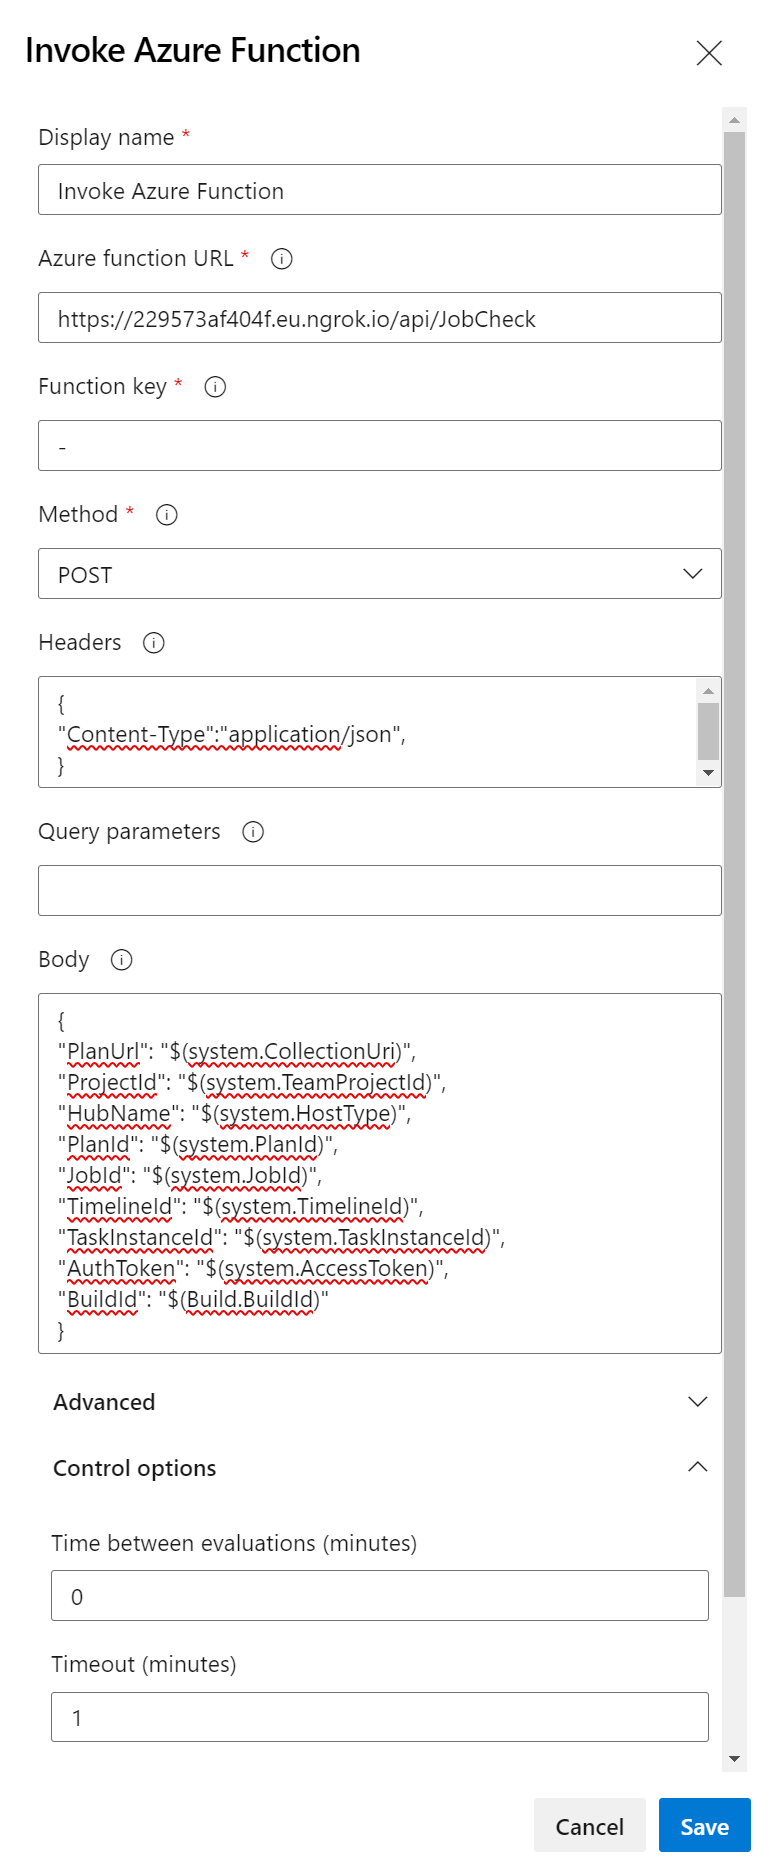 Invoke Azure Function
Display name *
Invoke Azure Function
Azure function URL *
https://229573af404f.eu.ngrok.io/api/JobCheck
Function key *
-
Method *
POST
Headers
{
"Content-Type":"application/json",
}
Query parameters
Body
{
"PlanUrl": "$(system.CollectionUri)",
"ProjectId": "$(system.TeamProjectId)",
"HubName": "$(system.HostType)",
"PlanId": "$(system.PlanId)",
"JobId": "$(system.JobId)",
"TimelineId": "$(system.TimelineId)",
"TaskInstanceId": "$(system.TaskInstanceId)",
"AuthToken": "$(system.AccessToken)",
"BuildId": "$(Build.BuildId)"
}
Advanced
Control options
Time between evaluations (minutes)
0
Timeout (minutes)
1
Cancel Save